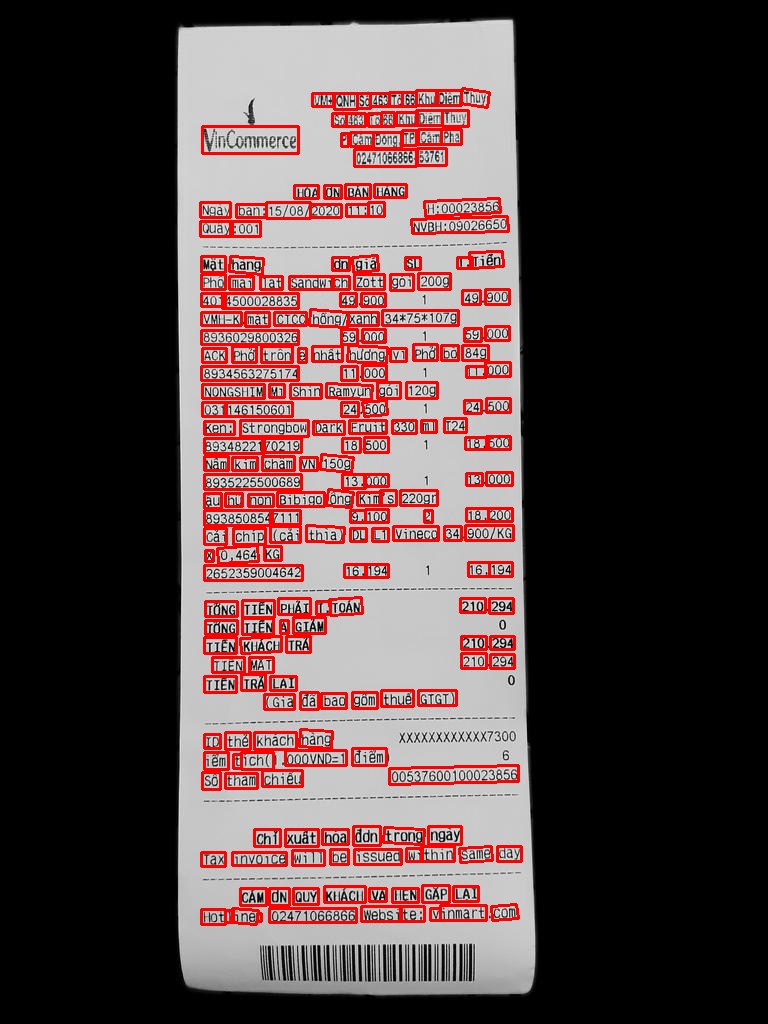 VinCommerce
VM+ QNH Số 463 Tổ 6B Khu Diêm Thuỷ
Số 463 Tổ 6B Khu Diêm Thuỷ
P Cẩm Đông, TP Cẩm Phả
02471066866-53761
HÓA ĐƠN BÁN HÀNG
Ngày bán:15/08/2020 11:10 H:00023856
Quầy:001 NVBH:09026650
Mặt hàng Đơn giá SL T.Tiền
Phô mai lát Sandwich Zott gói 200g
4014500028835 49.900 1 49.900
VMH-K.mặt CTCC hồng/xanh 34*75*107g
8936029800326 59.000 1 59.000
ACK Phở trộn é nhất hương vị Phở bò 84g
8934563275174 11.000 1 11.000
NONGSHIM Mì Shin Ramyun gói 120g
031146150601 24.500 1 24.500
Ken: Strongbow Dark Fruit 330 ml T24
8934822170219 18.500 1 18.500
Nấm kim châm VN 150g
8935225500689 13.000 1 13.000
ậu hũ non Bibigo Ông Kim's 220gr
8938508547111 9.100 2 18.200
Cải chíp (cải thìa) DL L1 Vineco 34.900/KG
x 0,464 KG
2652359004642 16.194 1 16.194
TỔNG TIỀN PHẢI T.TOÁN 210.294
TỔNG TIỀN Đ GIẢM 0
TIỀN KHÁCH TRẢ 210.294
TIỀN MẶT 210.294
TIỀN TRẢ LẠI 0
(Giá đã bao gồm thuế GTGT)
ID thẻ khách hàng XXXXXXXXXXXX7300
iểm tích(1.000VND=1 điểm) 6
Số tham chiếu 00537600100023856
Chỉ xuất hóa đơn trong ngày
Tax invoice will be issued within same day
CẢM ƠN QUÝ KHÁCH VÀ HẸN GẶP LẠI
Hotline: 02471066866 Website: vinmart.com